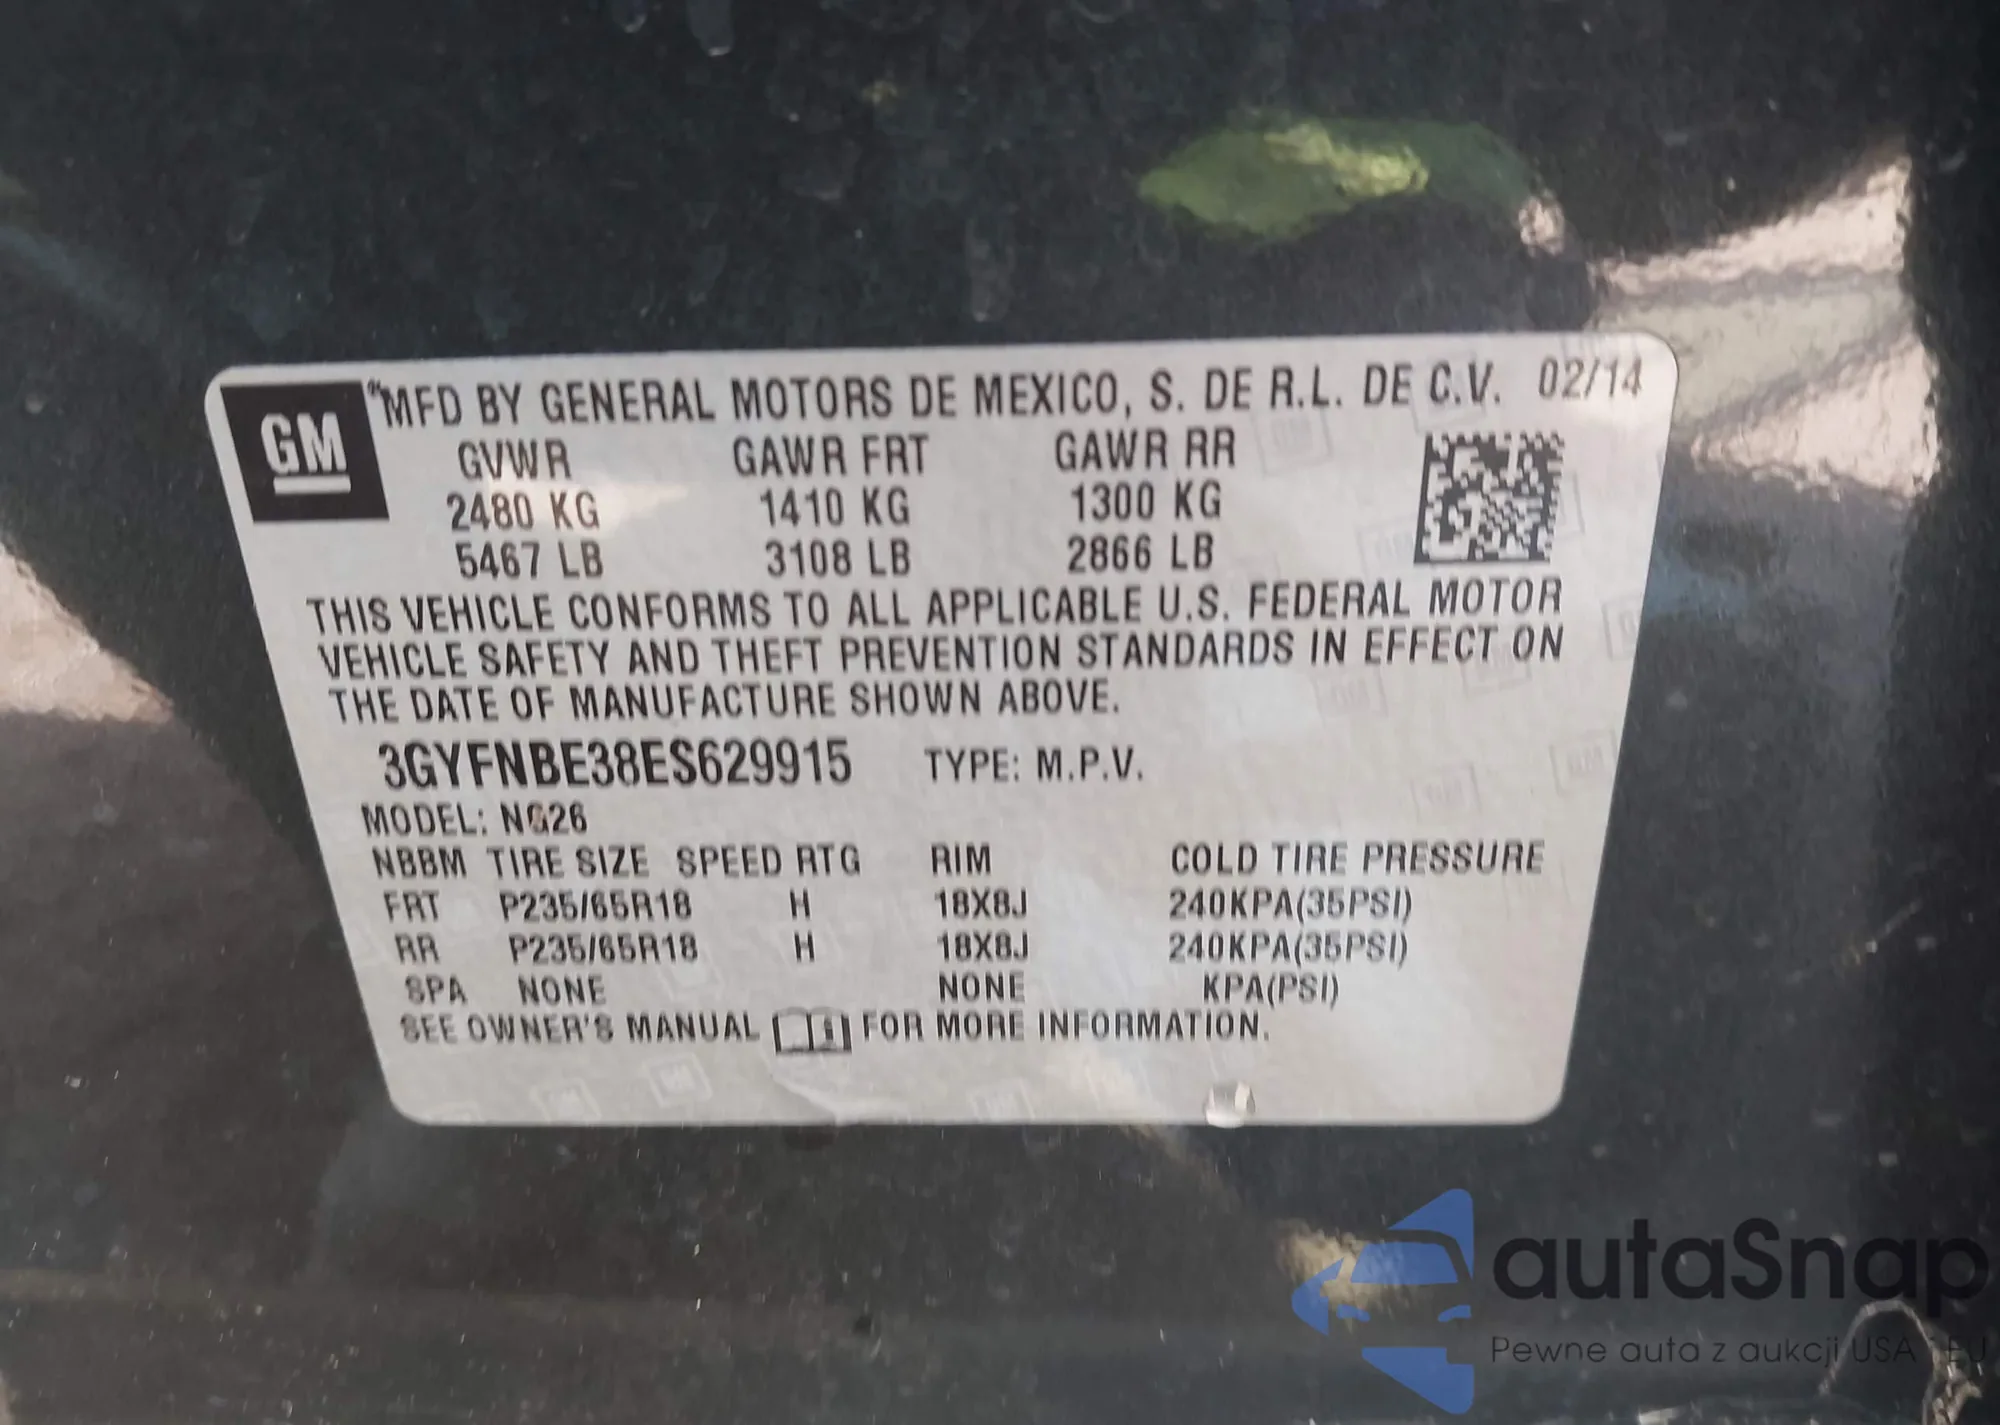 GM
MFD BY GENERAL MOTORS DE MEXICO, S. DE R.L. DE C.V. 02/14
GVWR GAWR FRT GAWR RR
2480 KG 1410 KG 1300 KG
5467 LB 3108 LB 2866 LB
THIS VEHICLE CONFORMS TO ALL APPLICABLE U.S. FEDERAL MOTOR
VEHICLE SAFETY AND THEFT PREVENTION STANDARDS IN EFFECT ON
THE DATE OF MANUFACTURE SHOWN ABOVE.
3GYFNBE38ES629915 TYPE: M.P.V.
MODEL: NG26
NBBM TIRE SIZE SPEED RTG RIM COLD TIRE PRESSURE
FRT P235/65R18 H 18X8J 240KPA(35PSI)
RR P235/65R18 H 18X8J 240KPA(35PSI)
SPA NONE NONE KPA(PSI)
SEE OWNER'S MANUAL FOR MORE INFORMATION.
autaSnap
Pewne auta z aukcji USA i EU